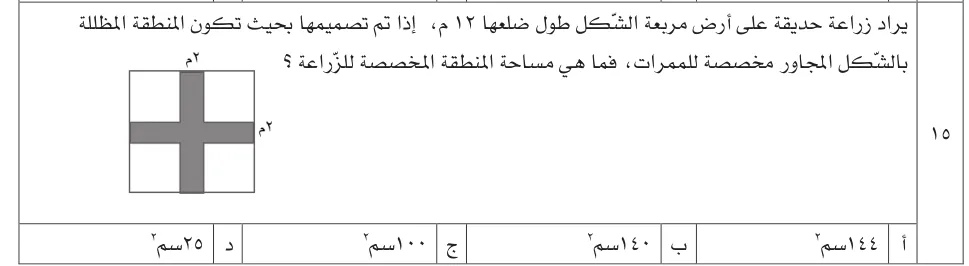 يراد زراعة حديقة على أرض مربعة الشّكل طول ضلعها ١٢ م، إذا تم تصميمها بحيث تكون المنطقة المظللة
بالشّكل المجاور مخصصة للممرات، فما هي مساحة المنطقة المخصصة للزّراعة ؟
٢م
٢م
١٥
أ ١٤٤سم٢ ب ١٤٠سم٢ ج ١٠٠سم٢ د ٢٥سم٢